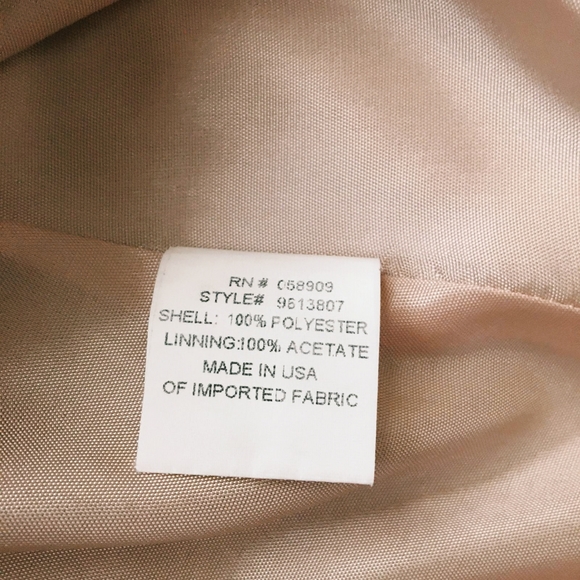 RN # 058909
STYLE# 9613807
SHELL: 100% POLYESTER
LINNING:100% ACETATE
MADE IN USA
OF IMPORTED FABRIC